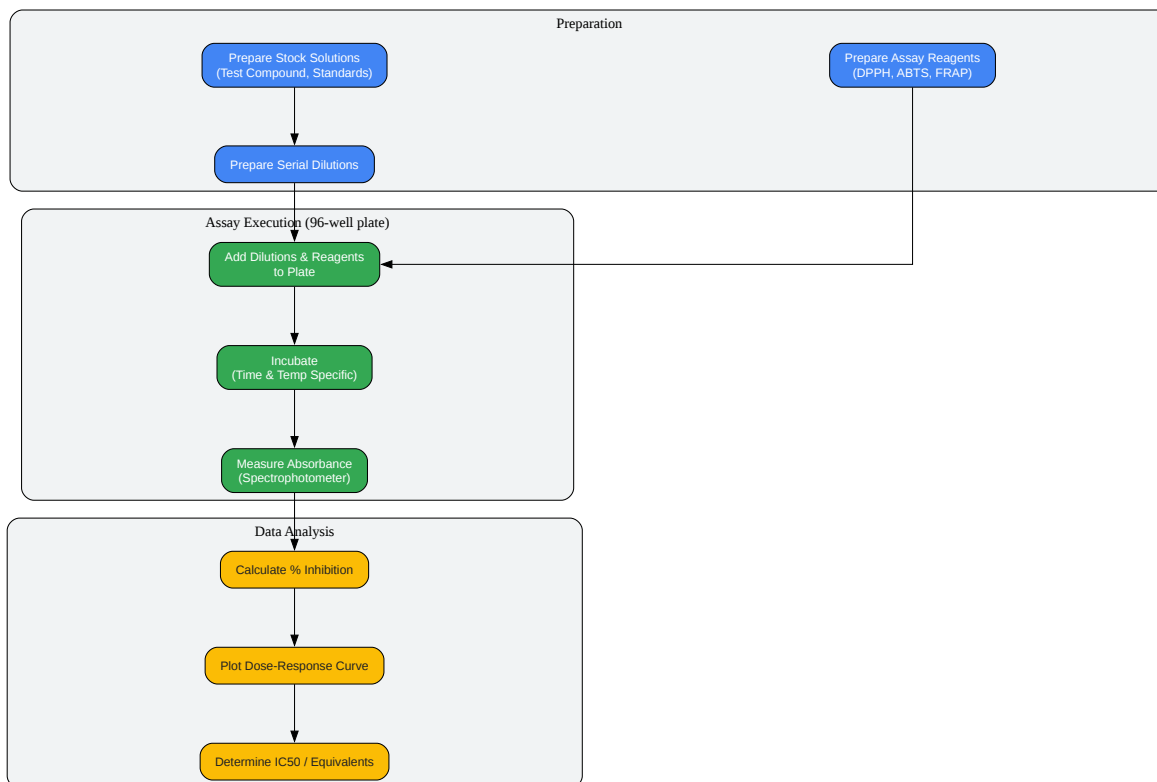 Preparation
Prepare Stock Solutions
(Test Compound, Standards)
Prepare Assay Reagents
(DPPH, ABTS, FRAP)
Prepare Serial Dilutions
Assay Execution (96-well plate)
Add Dilutions & Reagents
to Plate
Incubate
(Time & Temp Specific)
Measure Absorbance
(Spectrophotometer)
Data Analysis
Calculate % Inhibition
Plot Dose-Response Curve
Determine IC50 / Equivalents